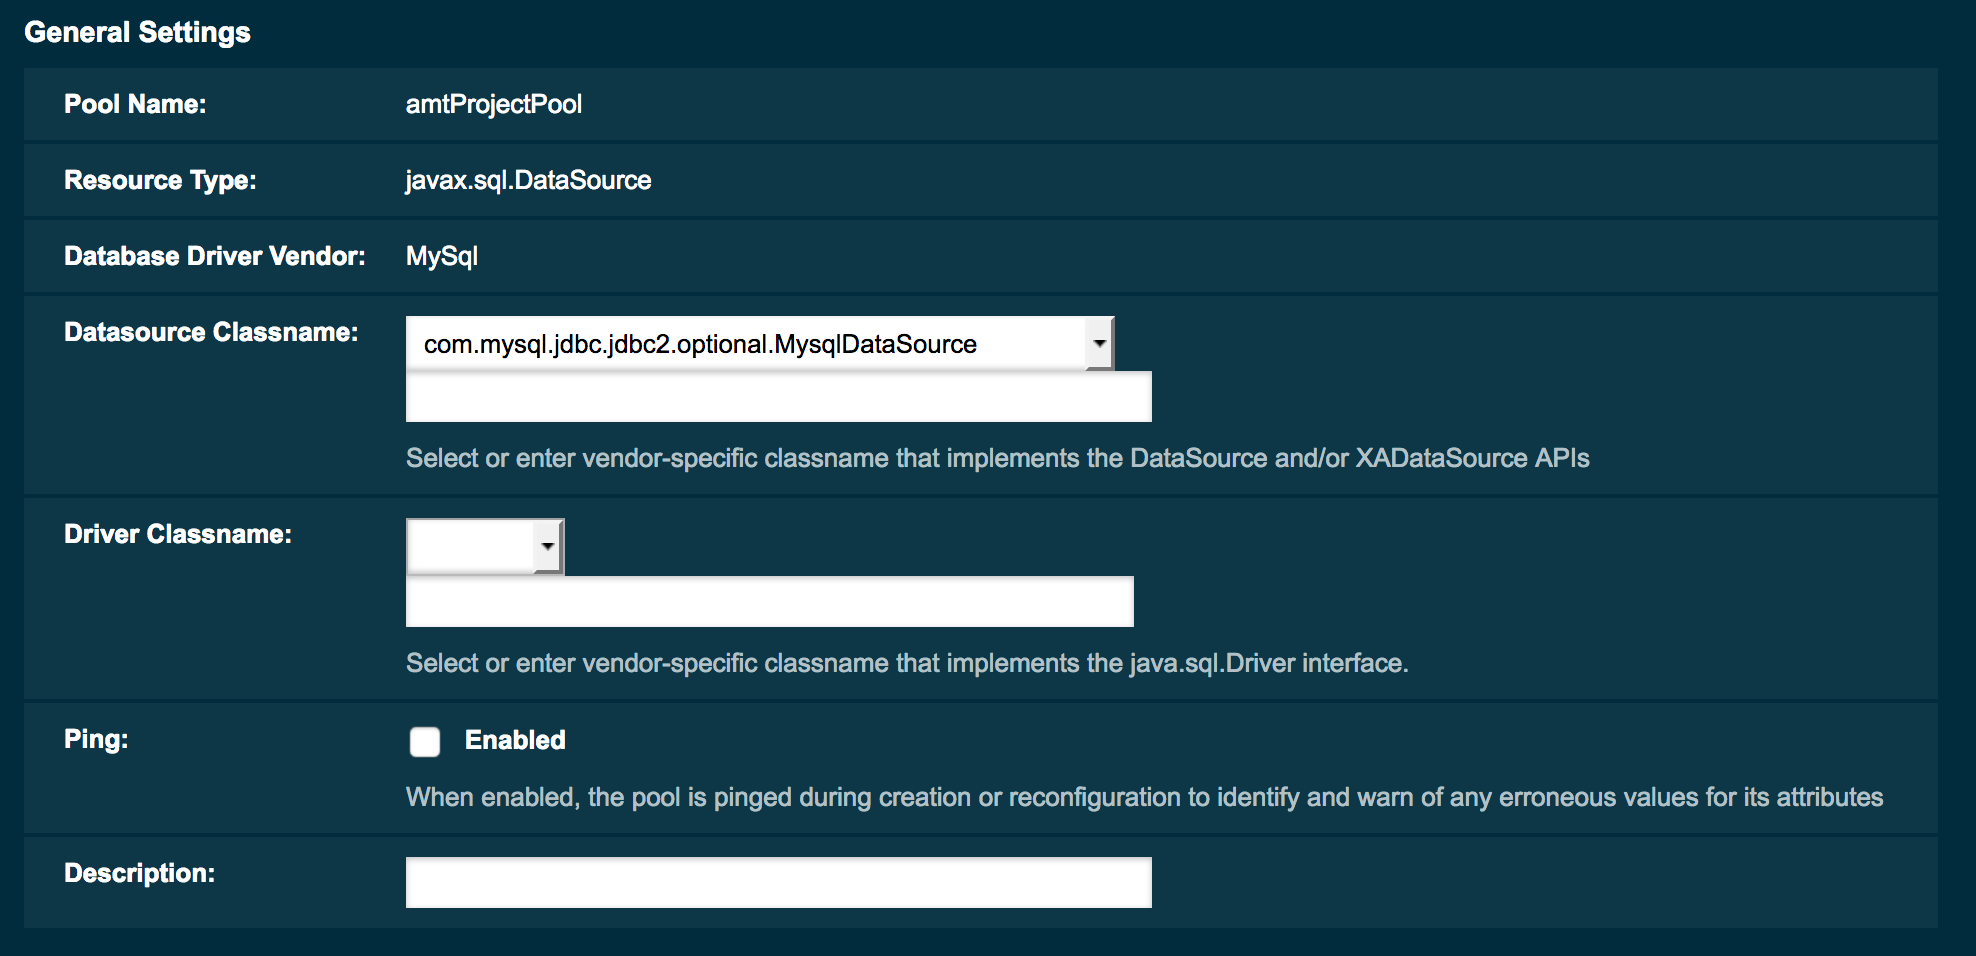 General Settings
Pool Name: amtProjectPool
Resource Type: javax.sql.DataSource
Database Driver Vendor: MySql
Datasource Classname: com.mysql.jdbc.jdbc2.optional.MysqlDataSource
Select or enter vendor-specific classname that implements the DataSource and/or XADataSource APIs
Driver Classname:
Select or enter vendor-specific classname that implements the java.sql.Driver interface.
Ping: Enabled
When enabled, the pool is pinged during creation or reconfiguration to identify and warn of any erroneous values for its attributes
Description: